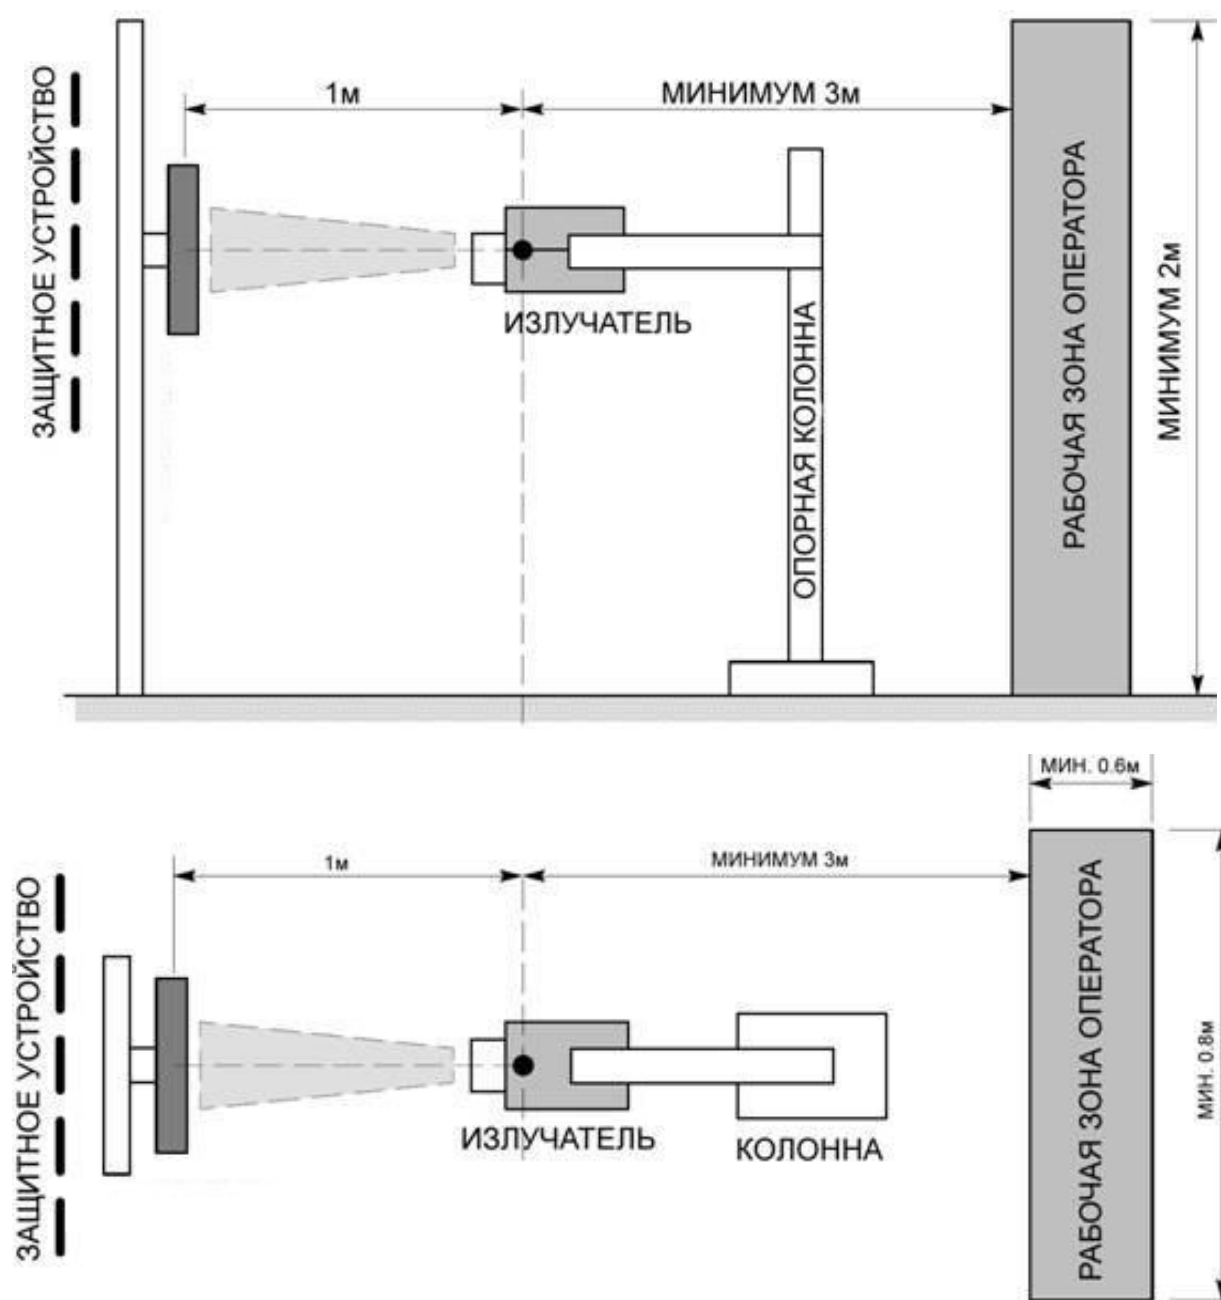 1м
МИНИМУМ 3м
ЗАЩИТНОЕ УСТРОЙСТВО
ИЗЛУЧАТЕЛЬ
ОПОРНАЯ КОЛОННА
РАБОЧАЯ ЗОНА ОПЕРАТОРА
МИНИМУМ 2м
МИН. 0.6м
1м
МИНИМУМ 3м
ЗАЩИТНОЕ УСТРОЙСТВО
ИЗЛУЧАТЕЛЬ
КОЛОННА
РАБОЧАЯ ЗОНА ОПЕРАТОРА
МИН. 0.8м